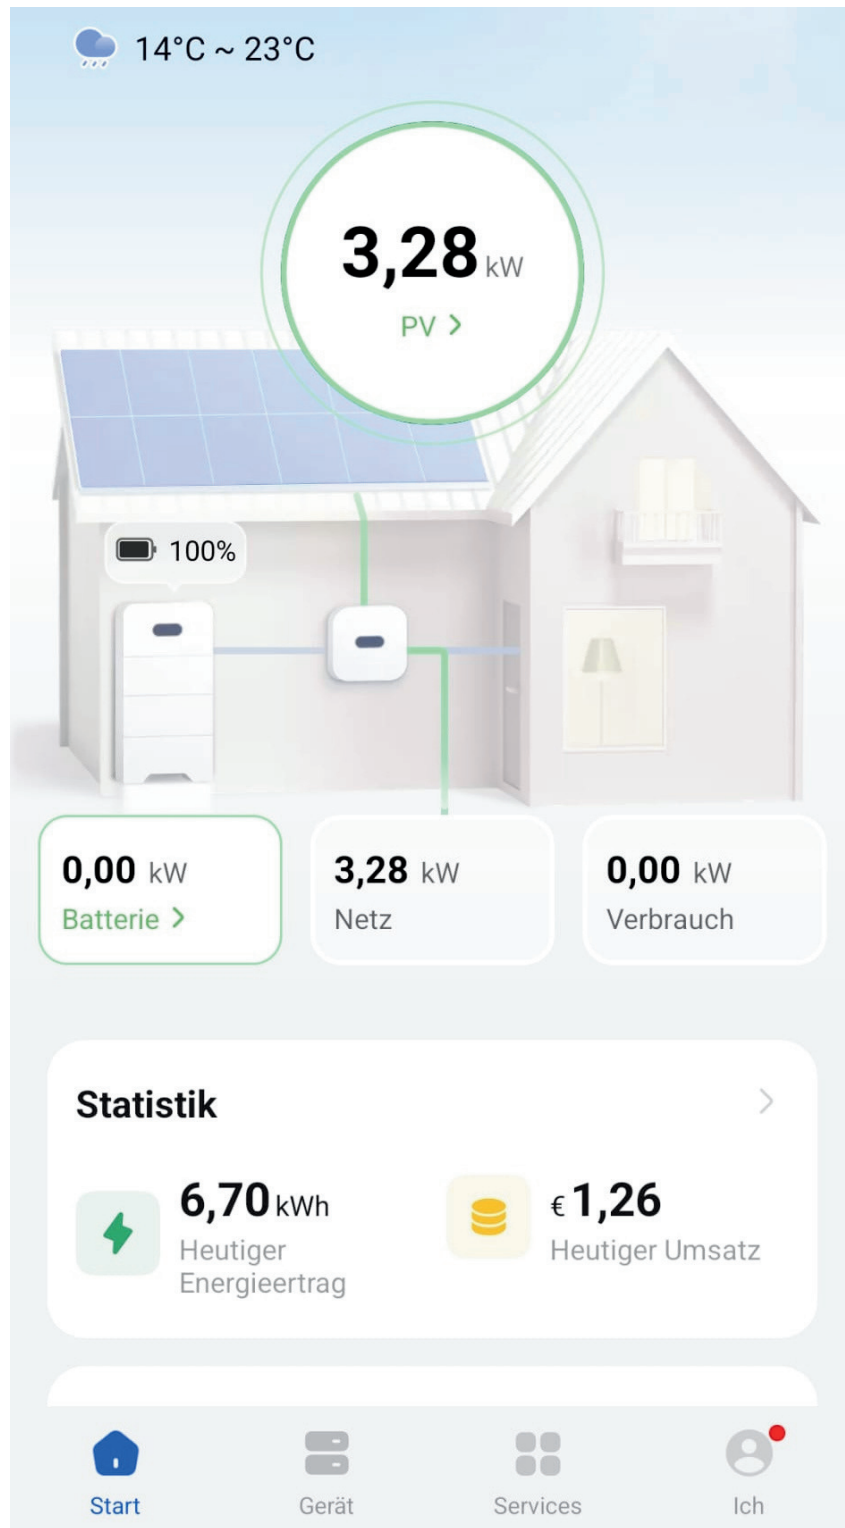 14°C ~ 23°C
3,28 kW
PV >
100%
0,00 kW
Batterie >
3,28 kW
Netz
0,00 kW
Verbrauch
Statistik >
6,70 kWh
Heutiger
Energieertrag
€ 1,26
Heutiger Umsatz
Start
Gerät
Services
Ich